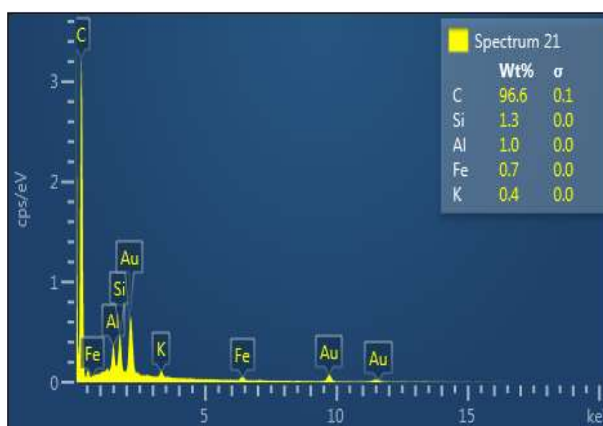 C
3
2
1
0
cps/eV
Fe
Al
Si
Au
K
Fe
Au
Au
5
10
15
ke
Spectrum 21
Wt% σ
C 96.6 0.1
Si 1.3 0.0
Al 1.0 0.0
Fe 0.7 0.0
K 0.4 0.0